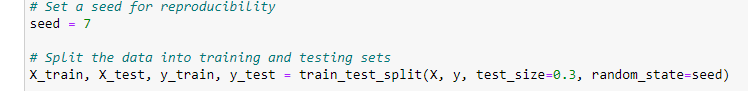 # Set a seed for reproducibility
seed = 7
# Split the data into training and testing sets
X_train, X_test, y_train, y_test = train_test_split(X, y, test_size=0.3, random_state=seed)